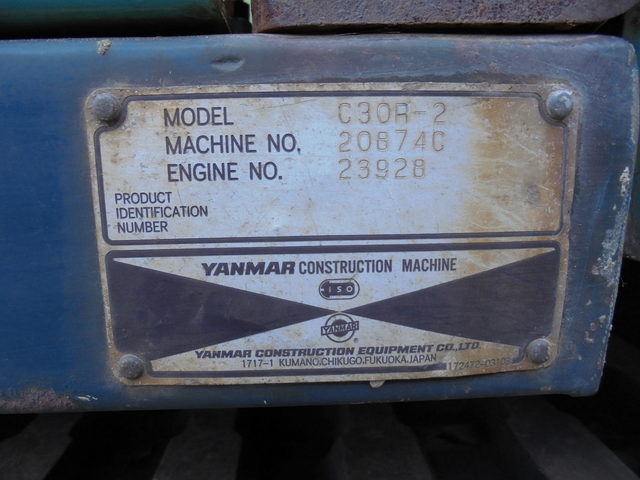 MODEL C30R-2
MACHINE NO. 20874C
ENGINE NO. 23928
PRODUCT
IDENTIFICATION
NUMBER
YANMAR CONSTRUCTION MACHINE
ISO
YANMAR
YANMAR CONSTRUCTION EQUIPMENT CO.,LTD.
1717-1 KUMANO,CHIKUGO,FUKUOKA,JAPAN